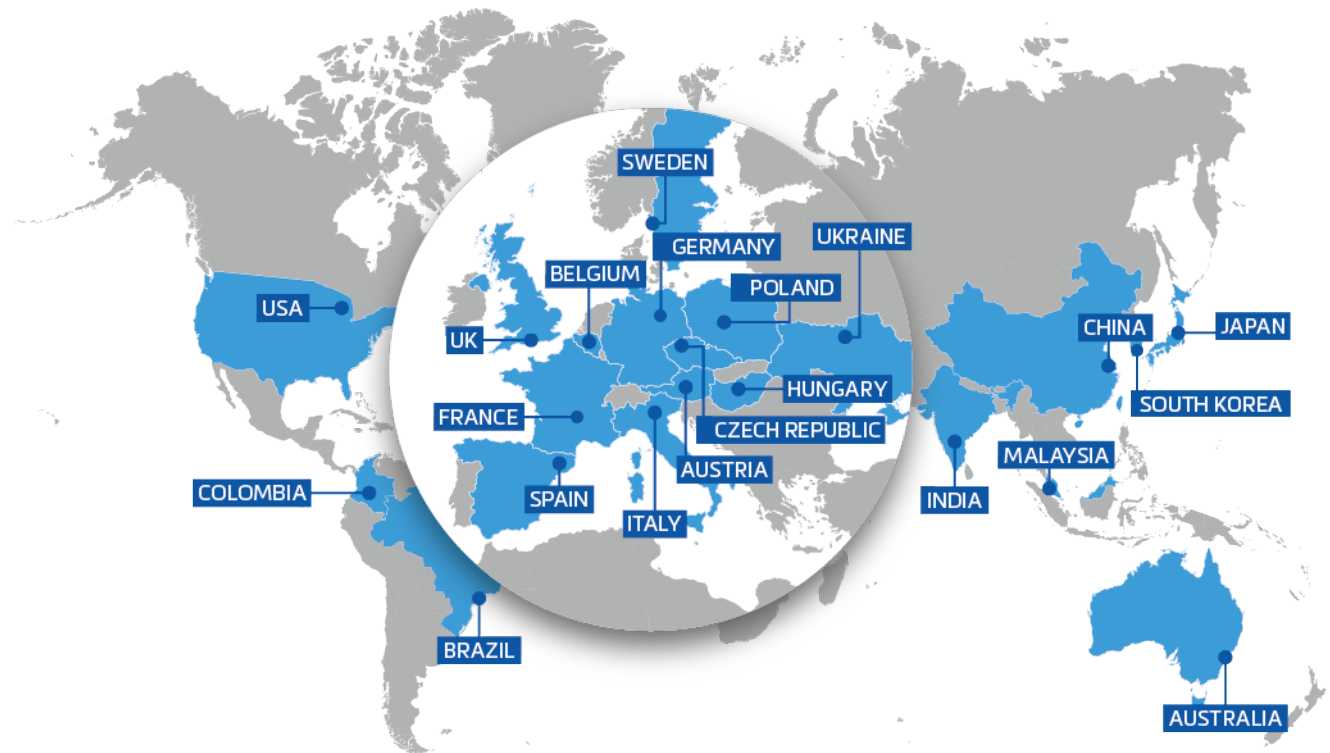 SWEDEN
UKRAINE
GERMANY
BELGIUM
POLAND
USA
UK
CHINA
JAPAN
HUNGARY
SOUTH KOREA
FRANCE
CZECH REPUBLIC
MALAYSIA
AUSTRIA
COLOMBIA
SPAIN
INDIA
ITALY
BRAZIL
AUSTRALIA